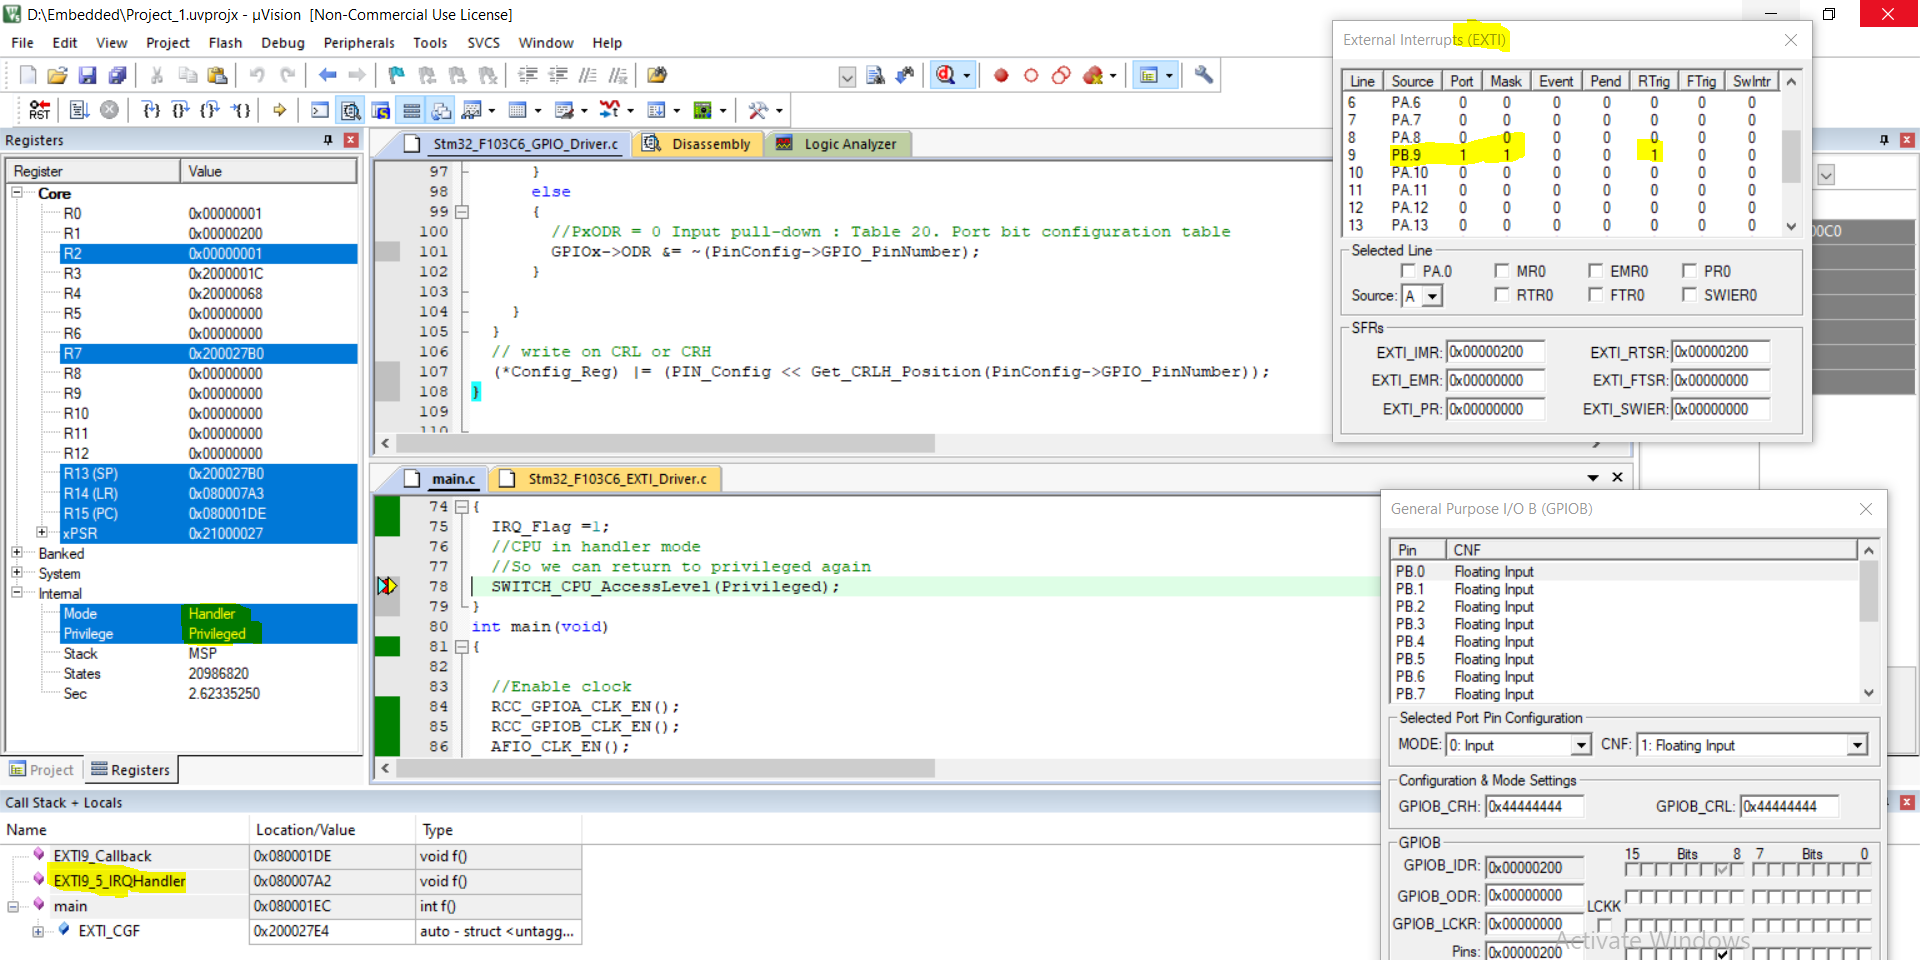 D:\Embedded\Project_1.uvprojx - µVision  [Non-Commercial Use License]
File Edit View Project Flash Debug Peripherals Tools SVCS Window Help
RST
Registers
Register Value
Core
R0 0x00000001
R1 0x00000200
R2 0x00000001
R3 0x2000001C
R4 0x20000068
R5 0x00000000
R6 0x00000000
R7 0x200027B0
R8 0x00000000
R9 0x00000000
R10 0x00000000
R11 0x00000000
R12 0x00000000
R13 (SP) 0x200027B0
R14 (LR) 0x080007A3
R15 (PC) 0x080001DE
xPSR 0x21000027
Banked
System
Internal
Mode Handler
Privilege Privileged
Stack MSP
States 20986820
Sec 2.62335250
Project Registers
Stm32_F103C6_GPIO_Driver.c Disassembly Logic Analyzer
97 }
98 else
99 {
100 //PxODR = 0 Input pull-down : Table 20. Port bit configuration table
101 GPIOx->ODR &= ~(PinConfig->GPIO_PinNumber);
102 }
103
104 }
105 }
106 // write on CRL or CRH
107 (*Config_Reg) |= (PIN_Config << Get_CRLH_Position(PinConfig->GPIO_PinNumber));
108 }
109
110
main.c Stm32_F103C6_EXTI_Driver.c
74 {
75 IRQ_Flag =1;
76 //CPU in handler mode
77 //So we can return to privileged again
78 SWITCH_CPU_AccessLevel(Privileged);
79 }
80 int main(void)
81 {
82
83 //Enable clock
84 RCC_GPIOA_CLK_EN();
85 RCC_GPIOB_CLK_EN();
86 AFIO_CLK_EN();
External Interrupts (EXTI)
Line Source Port Mask Event Pend RTrig FTrig SwIntr
6 PA.6 0 0 0 0 0 0 0
7 PA.7 0 0 0 0 0 0 0
8 PA.8 0 0 0 0 0 0 0
9 PB.9 1 1 0 0 1 0 0
10 PA.10 0 0 0 0 0 0 0
11 PA.11 0 0 0 0 0 0 0
12 PA.12 0 0 0 0 0 0 0
13 PA.13 0 0 0 0 0 0 0
Selected Line
PA.0 MR0 EMR0 PR0
Source: A RTR0 FTR0 SWIER0
SFRs
EXTI_IMR: 0x00000200 EXTI_RTSR: 0x00000200
EXTI_EMR: 0x00000000 EXTI_FTSR: 0x00000000
EXTI_PR: 0x00000000 EXTI_SWIER: 0x00000000
General Purpose I/O B (GPIOB)
Pin CNF
PB.0 Floating Input
PB.1 Floating Input
PB.2 Floating Input
PB.3 Floating Input
PB.4 Floating Input
PB.5 Floating Input
PB.6 Floating Input
PB.7 Floating Input
Selected Port Pin Configuration
MODE: 0: Input CNF: 1: Floating Input
Configuration & Mode Settings
GPIOB_CRH: 0x44444444 GPIOB_CRL: 0x44444444
GPIOB
15 Bits 8 7 Bits 0
GPIOB_IDR: 0x00000200
GPIOB_ODR: 0x00000000
LCKK
GPIOB_LCKR: 0x00000000
Pins: 0x00000200
Activate Windows
Call Stack + Locals
Name Location/Value Type
EXTI9_Callback 0x080001DE void f()
EXTI9_5_IRQHandler 0x080007A2 void f()
main 0x080001EC int f()
EXTI_CGF 0x200027E4 auto - struct <untagg...